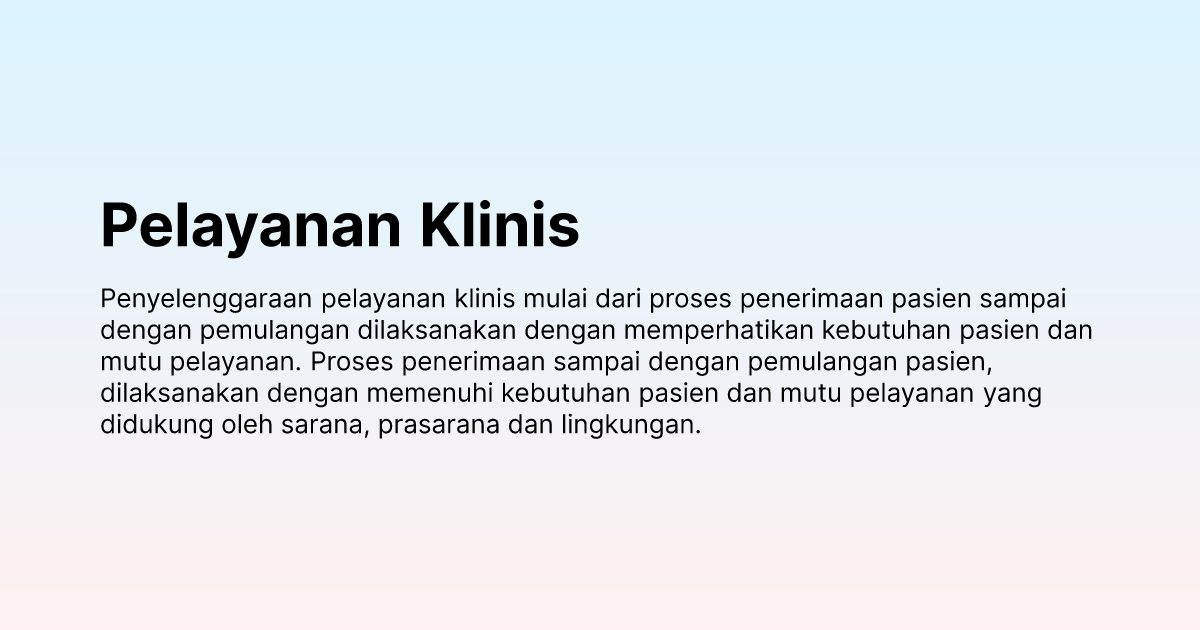 Pelayanan Klinis
Penyelenggaraan pelayanan klinis mulai dari proses penerimaan pasien sampai
dengan pemulangan dilaksanakan dengan memperhatikan kebutuhan pasien dan
mutu pelayanan. Proses penerimaan sampai dengan pemulangan pasien,
dilaksanakan dengan memenuhi kebutuhan pasien dan mutu pelayanan yang
didukung oleh sarana, prasarana dan lingkungan.